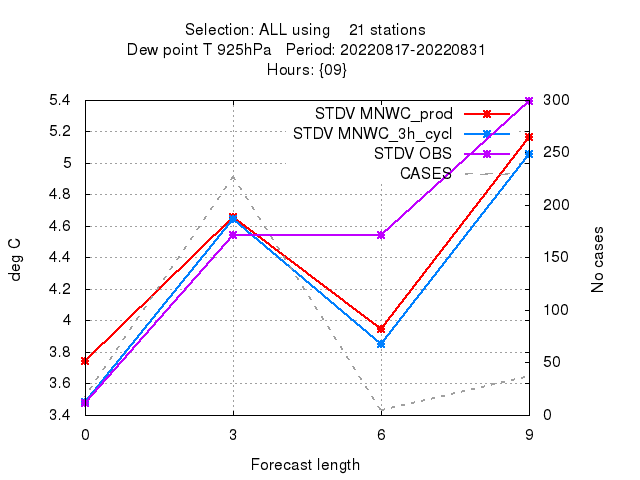 Selection: ALL using    21 stations
Dew point T 925hPa   Period: 20220817-20220831
Hours: {09}
STDV MNWC_prod
STDV MNWC_3h_cycl
STDV OBS
CASES
deg C
5.4
5.2
5
4.8
4.6
4.4
4.2
4
3.8
3.6
3.4
300
250
200
150
100
50
0
No cases
0 3 6 9
Forecast length